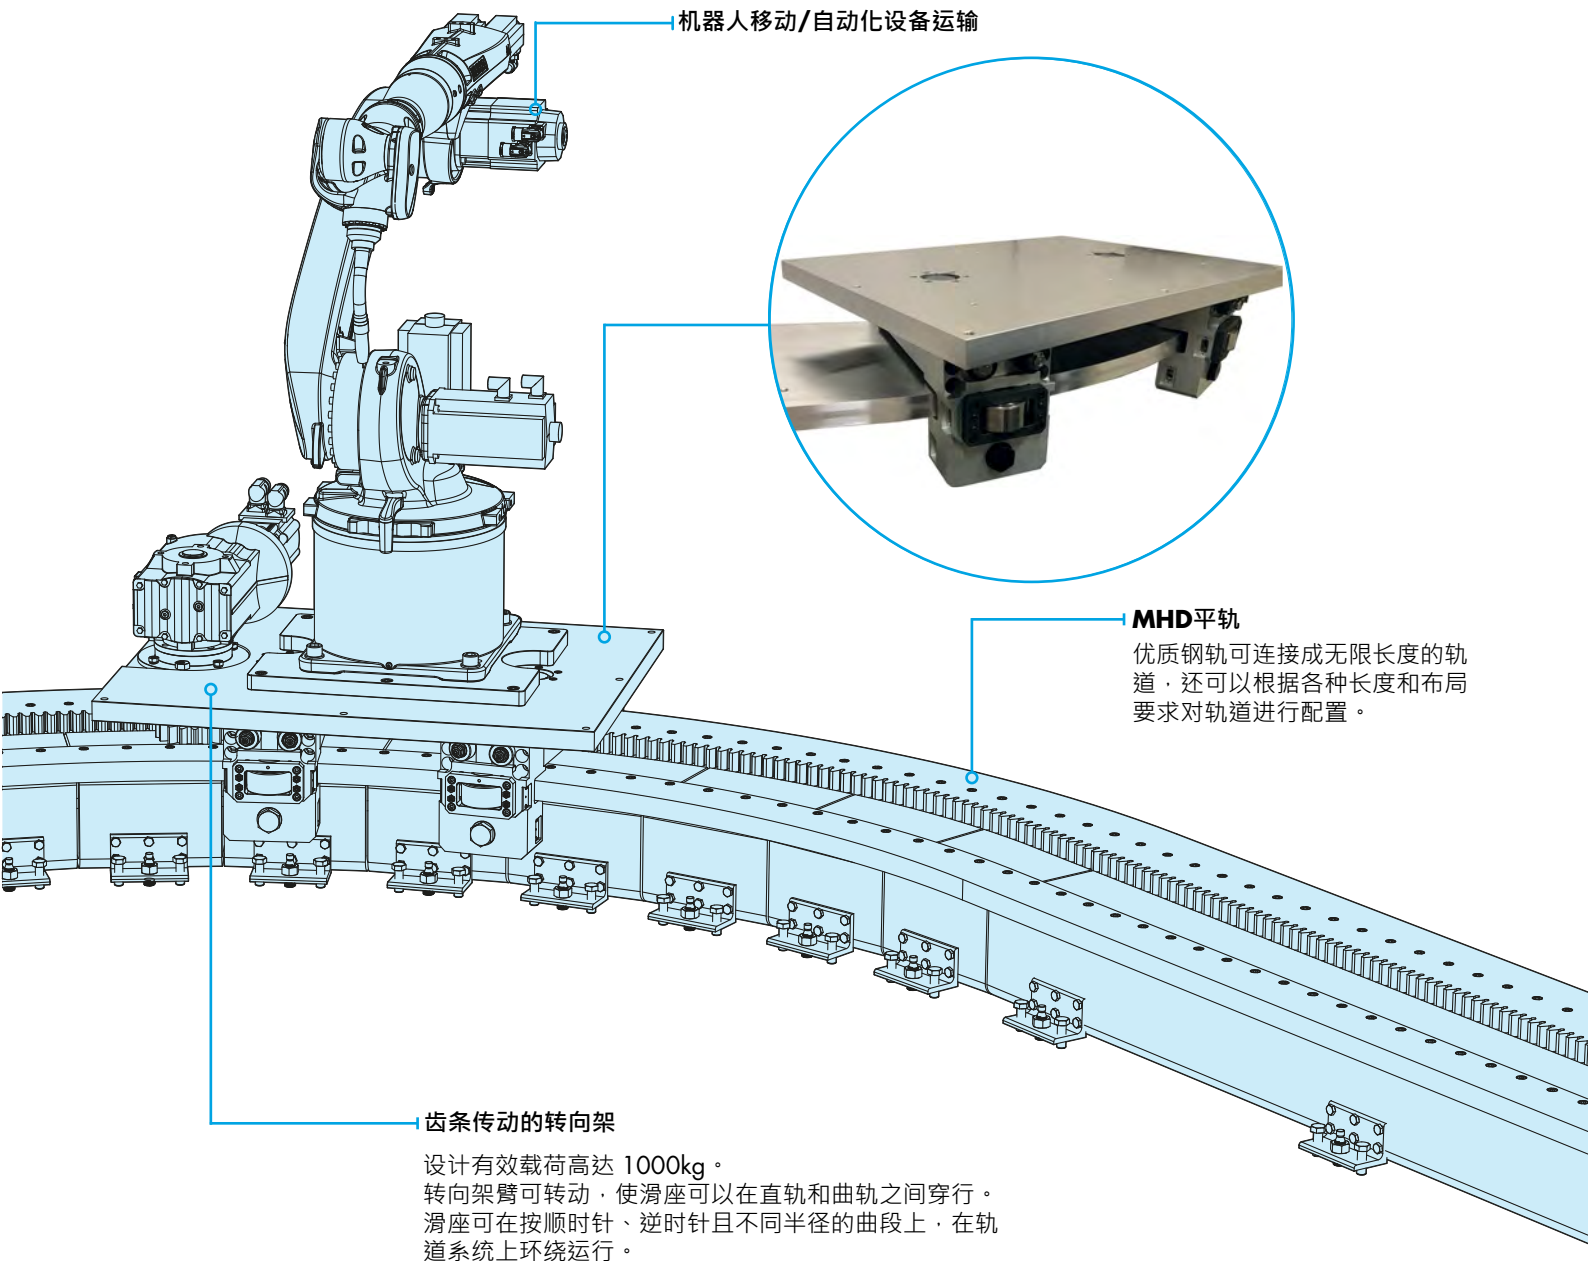 机器人移动/自动化设备运输
MHD平轨
优质钢轨可连接成无限长度的轨
道，还可以根据各种长度和布局
要求对轨道进行配置。
齿条传动的转向架
设计有效载荷高达 1000kg。
转向架臂可转动，使滑座可以在直轨和曲轨之间穿行。
滑座可在按顺时针、逆时针且不同半径的曲段上，在轨
道系统上环绕运行。